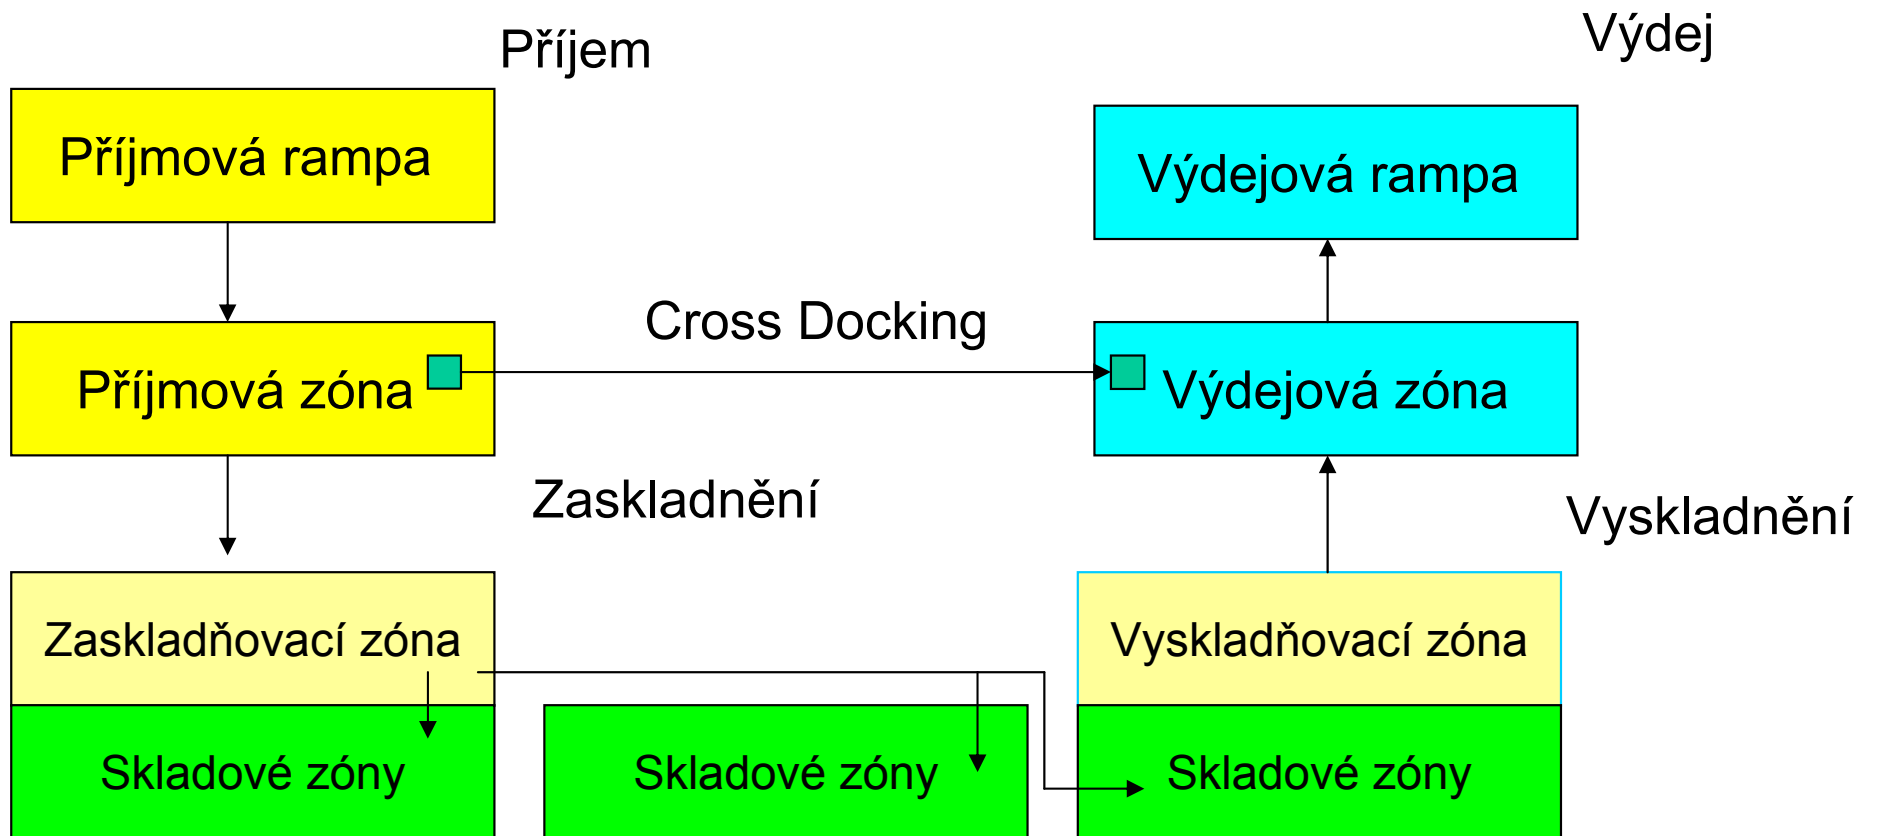 Příjem
Výdej
Příjmová rampa
Výdejová rampa
Cross Docking
Příjmová zóna
Výdejová zóna
Zaskladnění
Vyskladnění
Zaskladňovací zóna
Vyskladňovací zóna
Skladové zóny
Skladové zóny
Skladové zóny